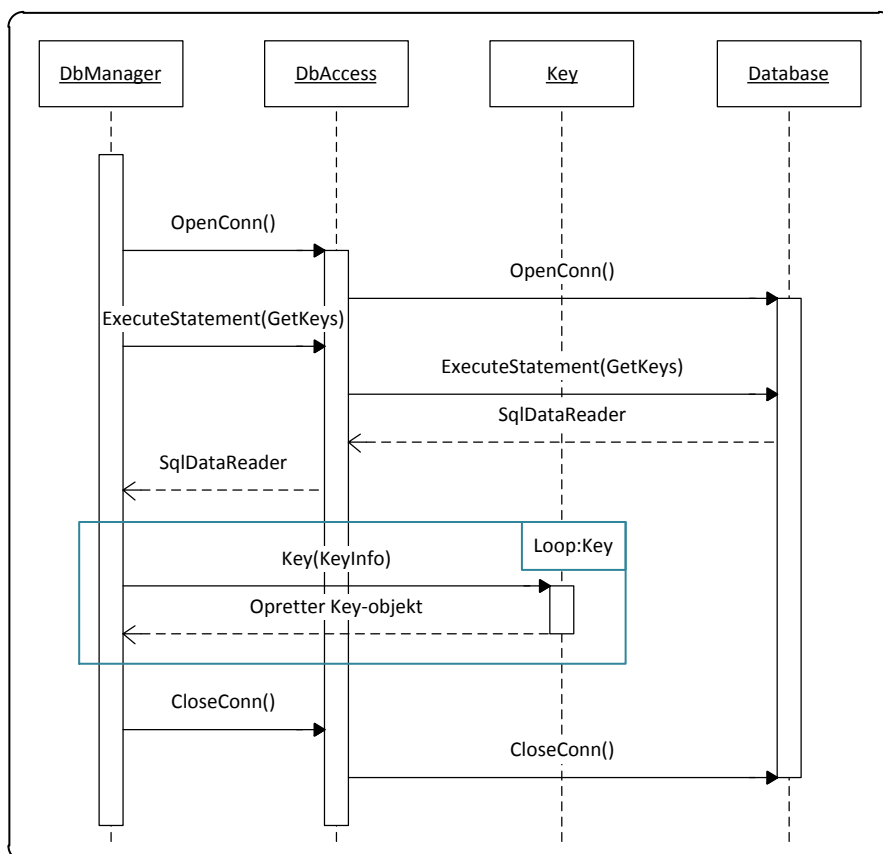 DbManager
DbAccess
Key
Database
OpenConn()
OpenConn()
ExecuteStatement(GetKeys)
ExecuteStatement(GetKeys)
SqlDataReader
SqlDataReader
Loop:Key
Key(KeyInfo)
Opretter Key-objekt
CloseConn()
CloseConn()